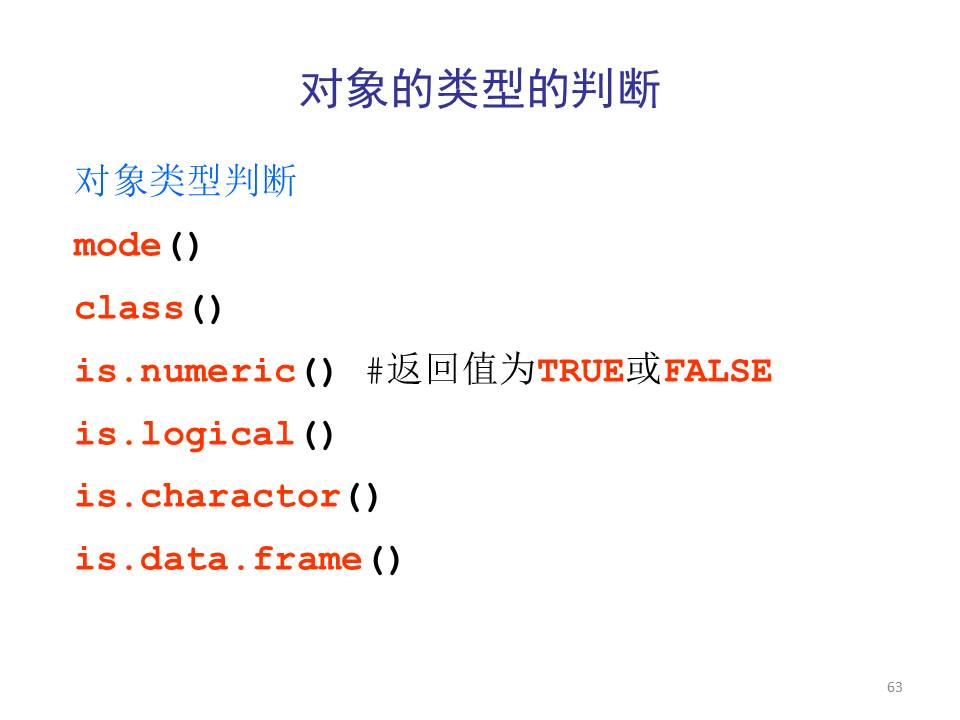 对象的类型的判断
对象类型判断
mode()
class()
is.numeric() #返回值为TRUE或FALSE
is.logical()
is.charactor()
is.data.frame()
63